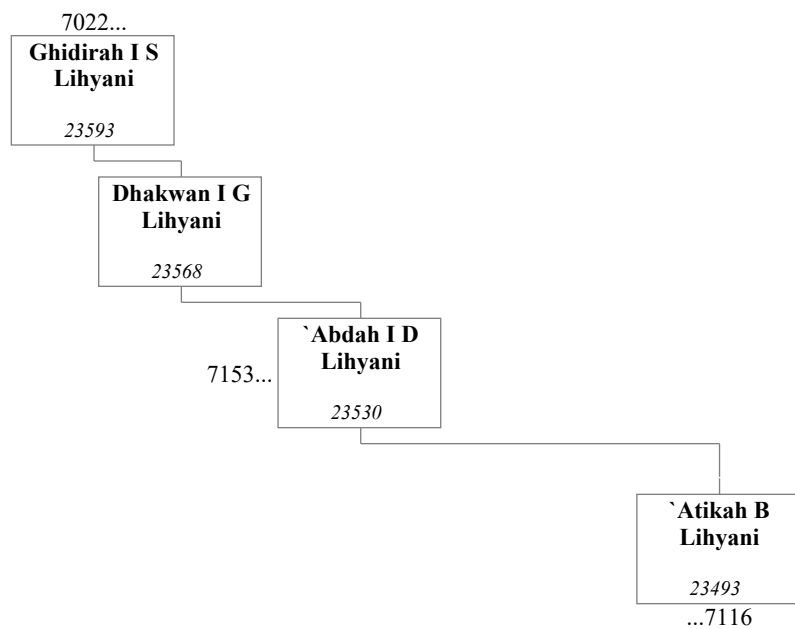 7022...
Ghidirah I S
Lihyani
23593
Dhakwan I G
Lihyani
23568
`Abdah I D
Lihyani
7153...
23530
`Atikah B
Lihyani
23493
...7116